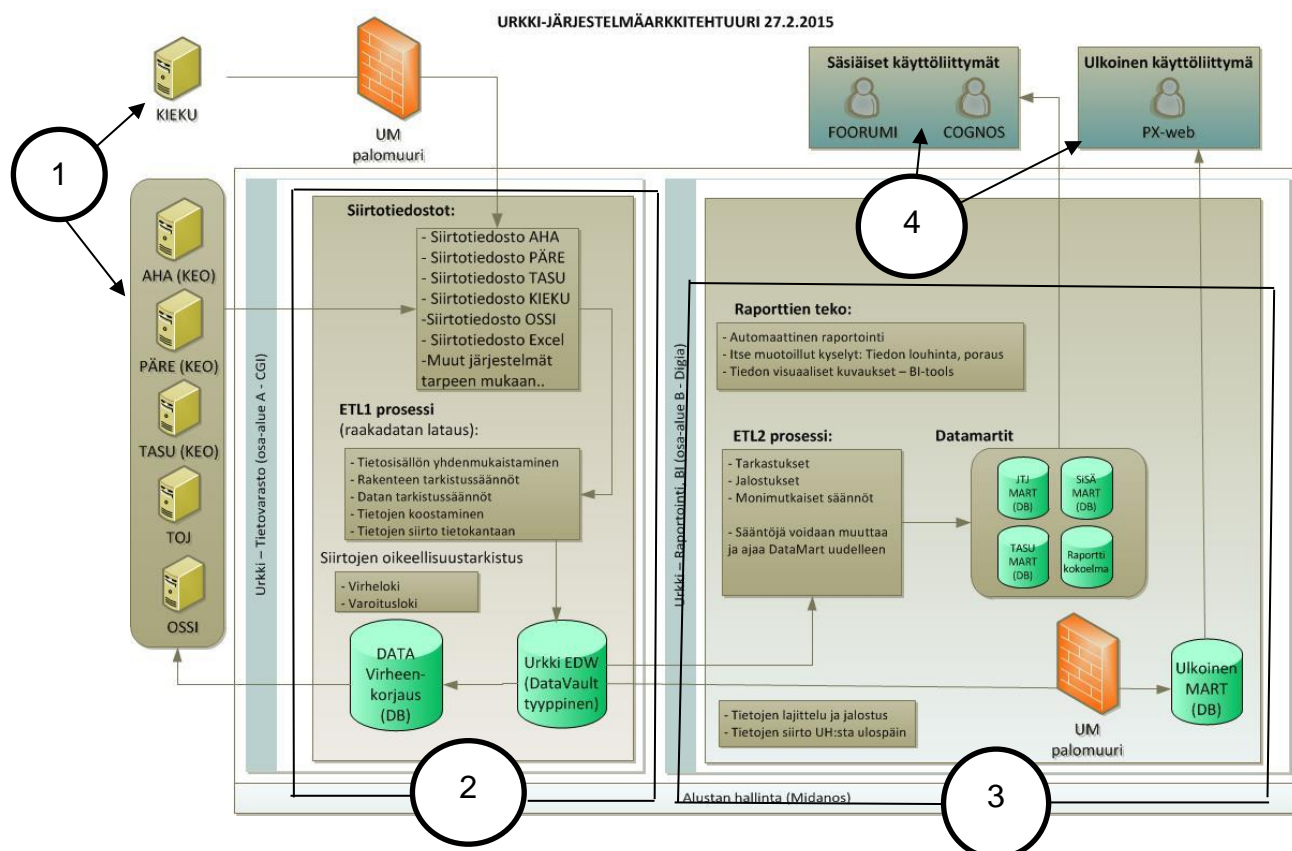 URKKI-JÄRJESTELMÄARKKITEHTUURI 27.2.2015
KIEKU
UM
palomuuri
Säsiäiset käyttöliittymät
FOORUMI
COGNOS
Ulkoinen käyttöliittymä
PX-web
1
4
AHA (KEO)
PÄRE (KEO)
TASU (KEO)
TOJ
OSSI
Urkki – Tietovarasto (osa-alue A - CGI)
Siirtotiedostot:
- Siirtotiedosto AHA
- Siirtotiedosto PÄRE
- Siirtotiedosto TASU
- Siirtotiedosto KIEKU
-Siirtotiedosto OSSI
- Siirtotiedosto Excel
-Muut järjestelmät
tarpeen mukaan..
ETL1 prosessi
(raakadatan lataus):
- Tietosisällön yhdenmukaistaminen
- Rakenteen tarkistussäännöt
- Datan tarkistussäännöt
- Tietojen koostaminen
- Tietojen siirto tietokantaan
Siirtojen oikeellisuustarkistus
- Virheloki
- Varoitusloki
DATA
Virheen-
korjaus
(DB)
Urkki EDW
(DataVault
tyyppinen)
2
Urkki – Raportointi, BI (osa-alue B - Digia)
Raporttien teko:
- Automaattinen raportointi
- Itse muotoillut kyselyt: Tiedon louhinta, poraus
- Tiedon visuaaliset kuvaukset – BI-tools
ETL2 prosessi:
- Tarkastukset
- Jalostukset
- Monimutkaiset säännöt
- Sääntöjä voidaan muuttaa
ja ajaa DataMart uudelleen
Datamartit
JTJ
MART
(DB)
SiSÄ
MART
(DB)
TASU
MART
(DB)
Raportti
kokoelma
- Tietojen lajittelu ja jalostus
- Tietojen siirto UH:sta ulospäin
UM
palomuuri
Ulkoinen
MART
(DB)
3
Alustan hallinta (Midanos)